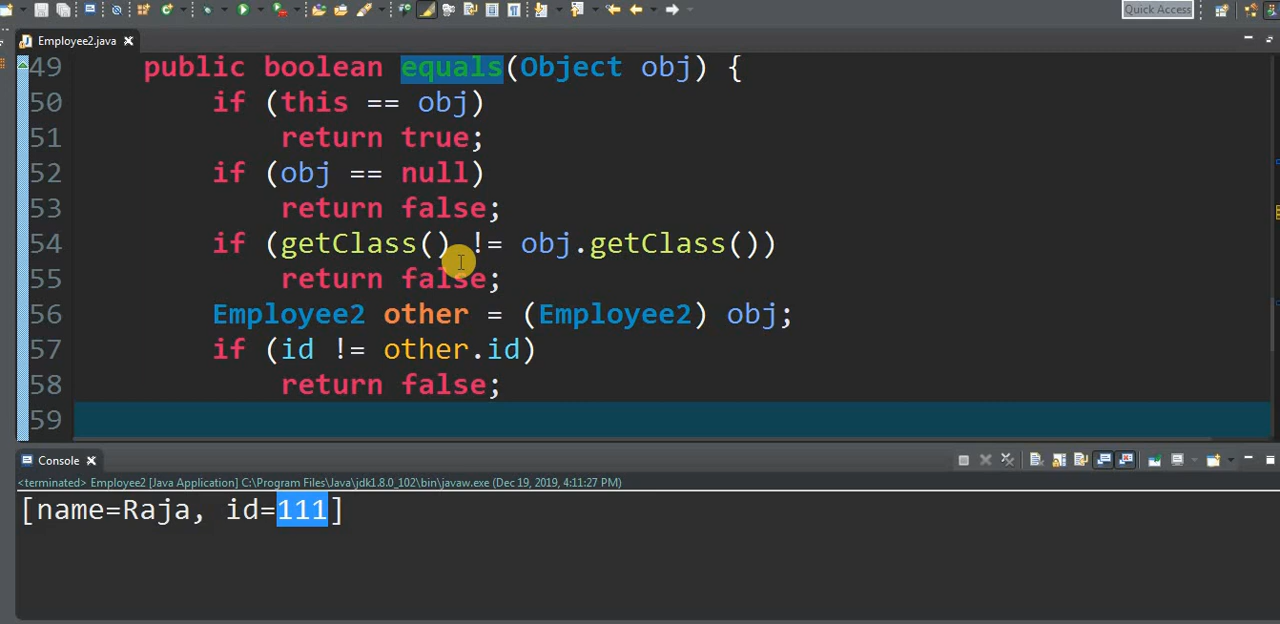 Quick Access
Employee2.java
49 public boolean equals(Object obj) {
50 if (this == obj)
51 return true;
52 if (obj == null)
53 return false;
54 if (getClass() != obj.getClass())
55 return false;
56 Employee2 other = (Employee2) obj;
57 if (id != other.id)
58 return false;
59
Console
<terminated> Employee2 [Java Application] C:\Program Files\Java\jdk1.8.0_102\bin\javaw.exe (Dec 19, 2019, 4:11:27 PM)
[name=Raja, id=111]